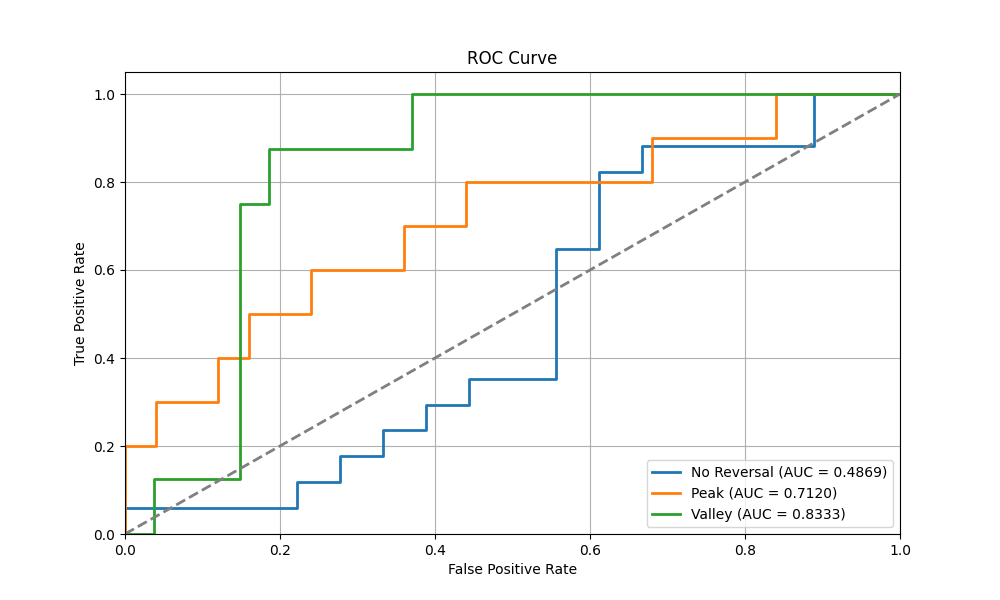 ROC Curve
True Positive Rate
1.0
0.8
0.6
0.4
0.2
0.0
0.0 0.2 0.4 0.6 0.8 1.0
False Positive Rate
No Reversal (AUC = 0.4869)
Peak (AUC = 0.7120)
Valley (AUC = 0.8333)